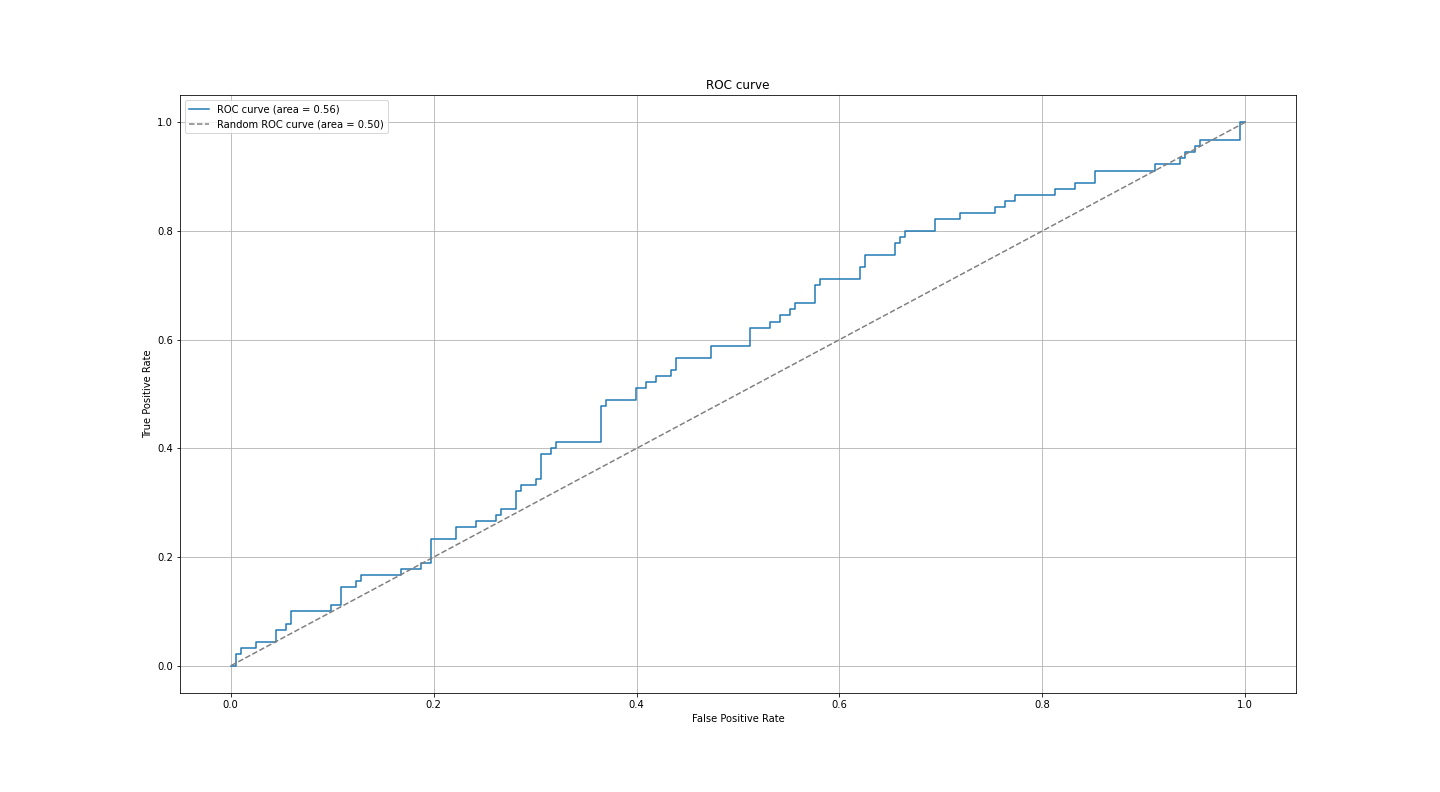 ROC curve
ROC curve (area = 0.56)
Random ROC curve (area = 0.50)
1.0
0.8
0.6
0.4
0.2
0.0
True Positive Rate
0.0 0.2 0.4 0.6 0.8 1.0
False Positive Rate